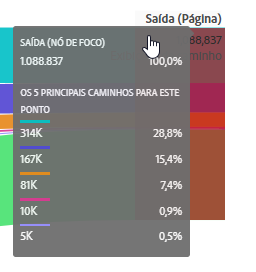 Saída (Página)
SAÍDA (NÓ DE FOCO)
1.088.837 100,0%
OS 5 PRINCIPAIS CAMINHOS PARA ESTE
PONTO
314K 28,8%
167K 15,4%
81K 7,4%
10K 0,9%
5K 0,5%